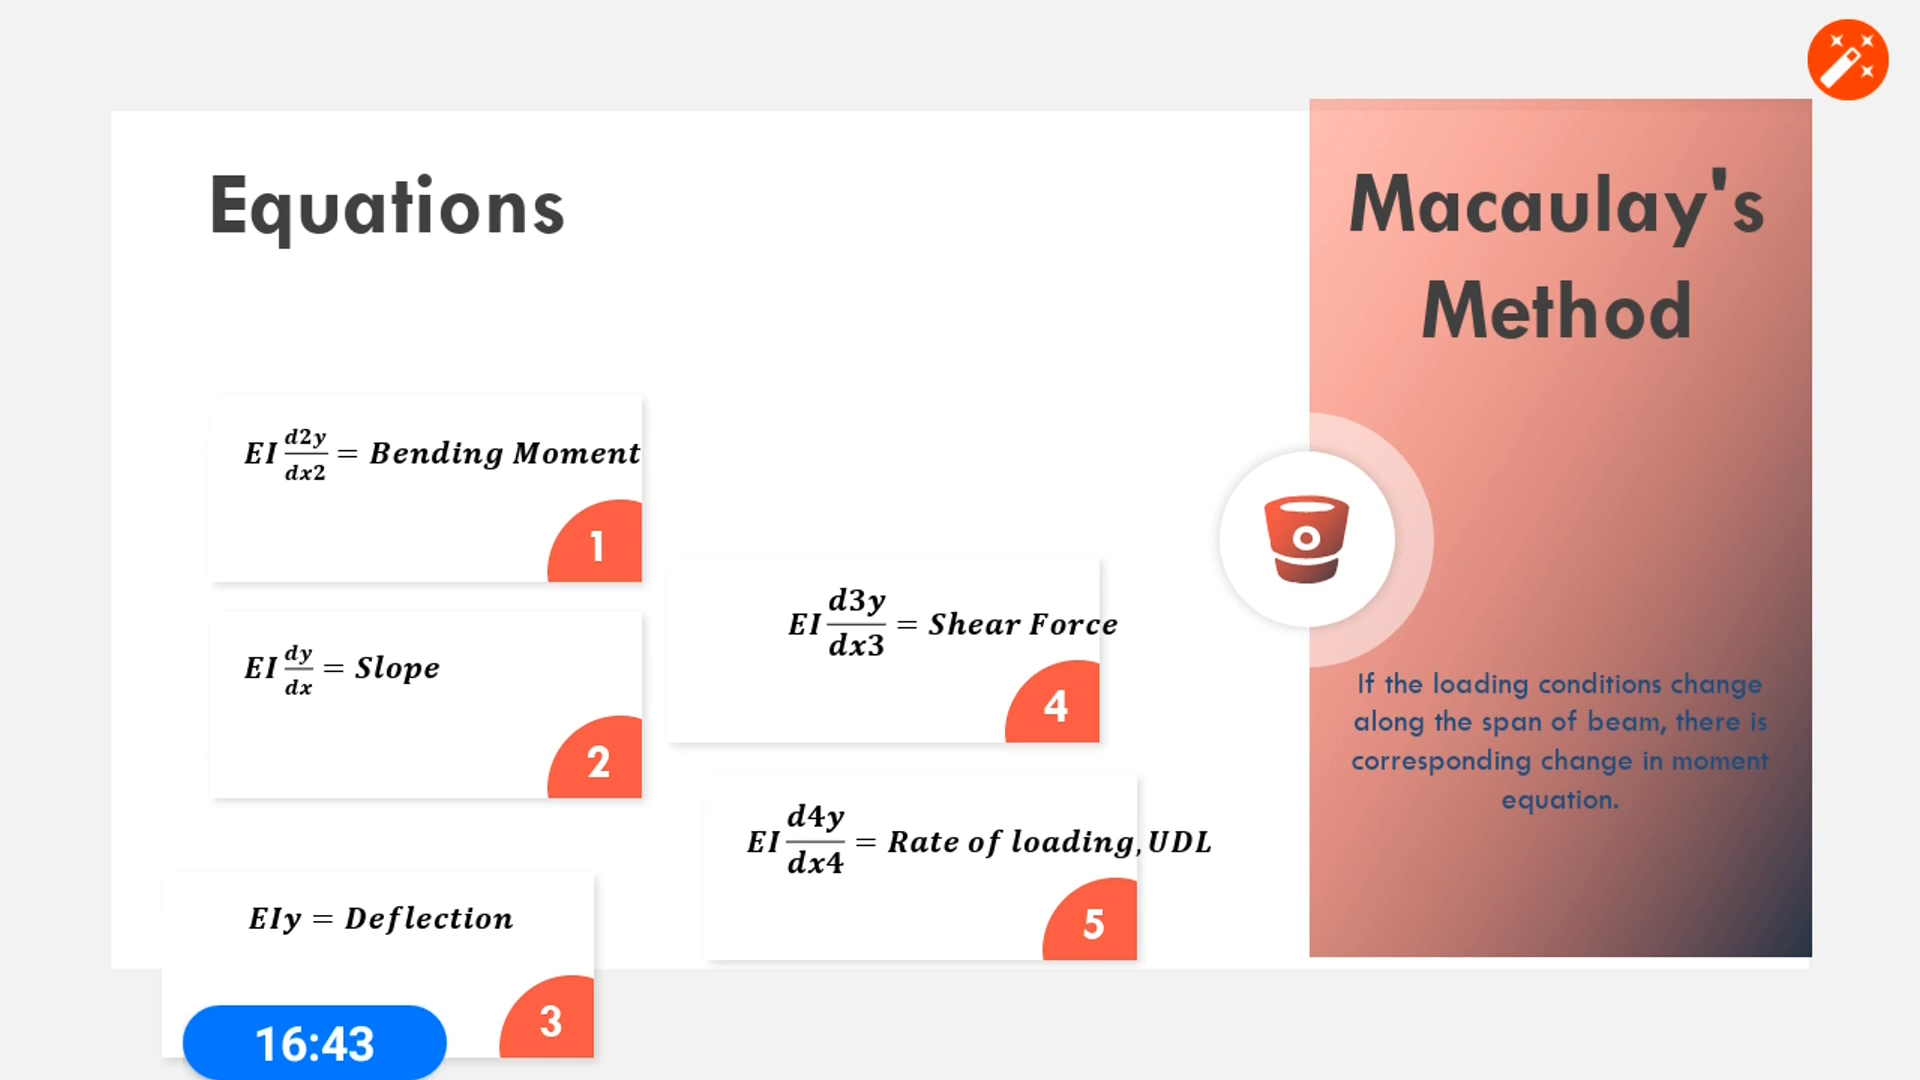 Equations
EI d2y/dx2 = Bending Moment
1
EI dy/dx = Slope
2
EIy = Deflection
3
16:43
EI d3y/dx3 = Shear Force
4
EI d4y/dx4 = Rate of loading, UDL
5
Macaulay's
Method
If the loading conditions change
along the span of beam, there is
corresponding change in moment
equation.